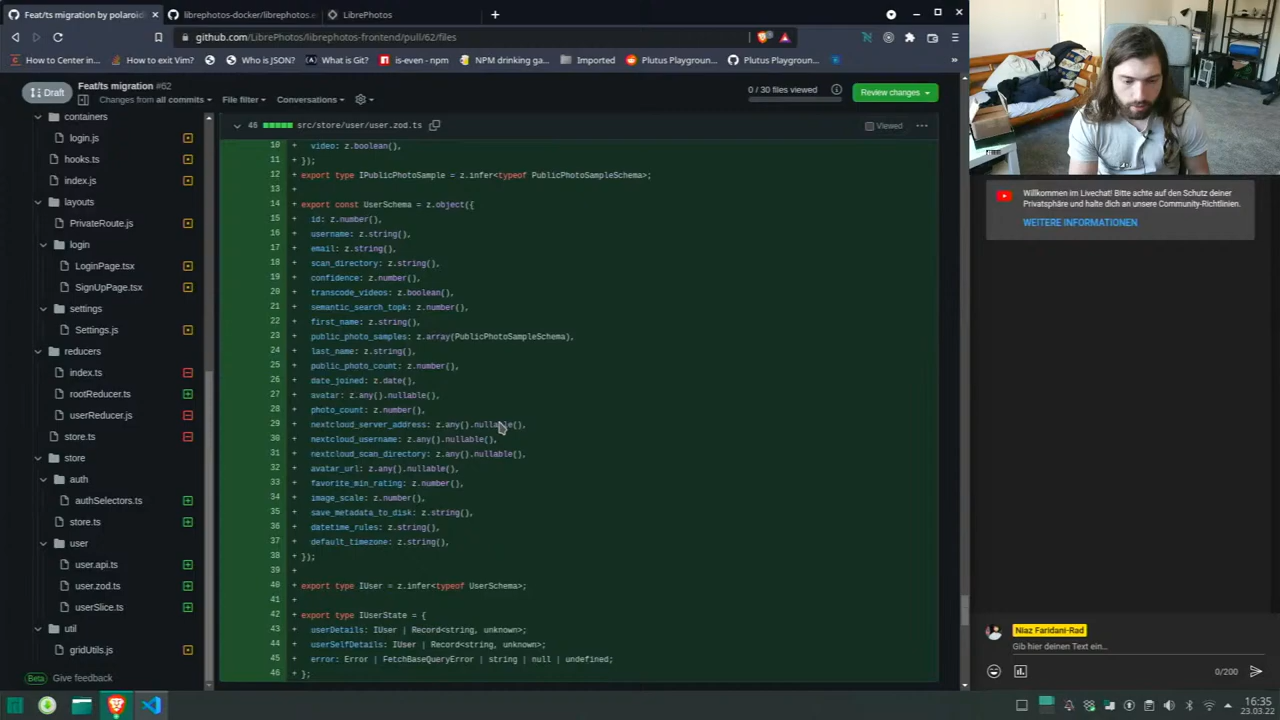 Feat/ts migration by polaroid
librephotos-docker/librephotos.e
LibrePhotos
github.com/LibrePhotos/librephotos-frontend/pull/62/files
How to Center in...
How to exit Vim?
Who is JSON?
What is Git?
is-even - npm
NPM drinking gam...
Imported
Plutus Playgroun...
Plutus Playgroun...
Draft
Feat/ts migration #62
Changes from all commits
File filter
Conversations
0 / 30 files viewed
Review changes
containers
login.js
hooks.ts
index.js
layouts
PrivateRoute.js
login
LoginPage.tsx
SignUpPage.tsx
settings
Settings.js
reducers
index.ts
rootReducer.ts
userReducer.js
store.ts
store
auth
authSelectors.ts
store.ts
user
user.api.ts
user.zod.ts
userSlice.ts
util
gridUtils.js
Beta Give feedback
46 src/store/user/user.zod.ts
Viewed
10 + video: z.boolean(),
11 + });
12 + export type IPublicPhotoSample = z.infer<typeof PublicPhotoSampleSchema>;
13 +
14 + export const UserSchema = z.object({
15 + id: z.number(),
16 + username: z.string(),
17 + email: z.string(),
18 + scan_directory: z.string(),
19 + confidence: z.number(),
20 + transcode_videos: z.boolean(),
21 + semantic_search_topk: z.number(),
22 + first_name: z.string(),
23 + public_photo_samples: z.array(PublicPhotoSampleSchema),
24 + last_name: z.string(),
25 + public_photo_count: z.number(),
26 + date_joined: z.date(),
27 + avatar: z.any().nullable(),
28 + photo_count: z.number(),
29 + nextcloud_server_address: z.any().nullable(),
30 + nextcloud_username: z.any().nullable(),
31 + nextcloud_scan_directory: z.any().nullable(),
32 + avatar_url: z.any().nullable(),
33 + favorite_min_rating: z.number(),
34 + image_scale: z.number(),
35 + save_metadata_to_disk: z.string(),
36 + datetime_rules: z.string(),
37 + default_timezone: z.string(),
38 + });
39 +
40 + export type IUser = z.infer<typeof UserSchema>;
41 +
42 + export type IUserState = {
43 + userDetails: IUser | Record<string, unknown>;
44 + userSelfDetails: IUser | Record<string, unknown>;
45 + error: Error | FetchBaseQueryError | string | null | undefined;
46 + };
Willkommen im Livechat! Bitte achte auf den Schutz deiner
Privatsphäre und halte dich an unsere Community-Richtlinien.
WEITERE INFORMATIONEN
Niaz Faridani-Rad
Gib hier deinen Text ein...
0/200
16:35
23.03.22